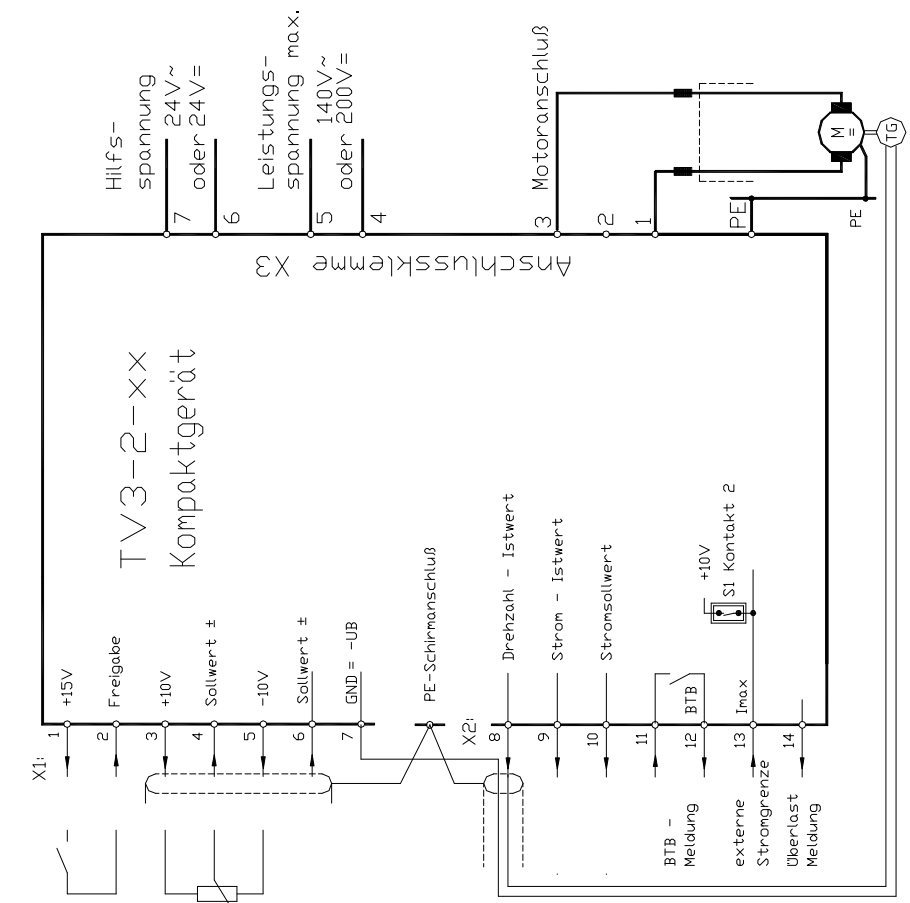 Hilfs-
spannung
24V~
oder 24V=
Leistungs-
spannung max.
140V~
oder 200V=
Motoranschluß
M
=
TG
7
6
5
4
3
2
1
PE
PE
Anschlussklemme X3
TV3-2-xx
Kompaktgerät
+15V
Freigabe
+10V
Sollwert ±
-10V
Sollwert ±
GND = -UB
PE-Schirmanschluß
Drehzahl - Istwert
Strom - Istwert
Stromsollwert
BTB
+10V
S1 Kontakt 2
Imax
X1:
1
2
3
4
5
6
7
X2:
8
9
10
11
12
13
14
BTB -
Meldung
externe
Stromgrenze
Überlast
Meldung